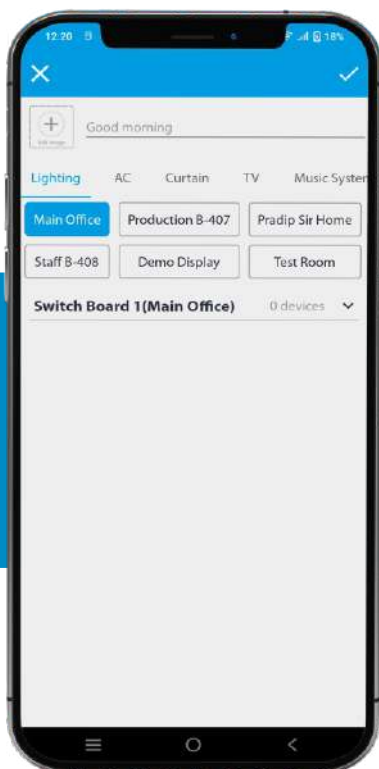 12:20
18%
Good morning
Lighting AC Curtain TV Music System
Main Office Production B-407 Pradip Sir Home
Staff B-408 Demo Display Test Room
Switch Board 1(Main Office) 0 devices